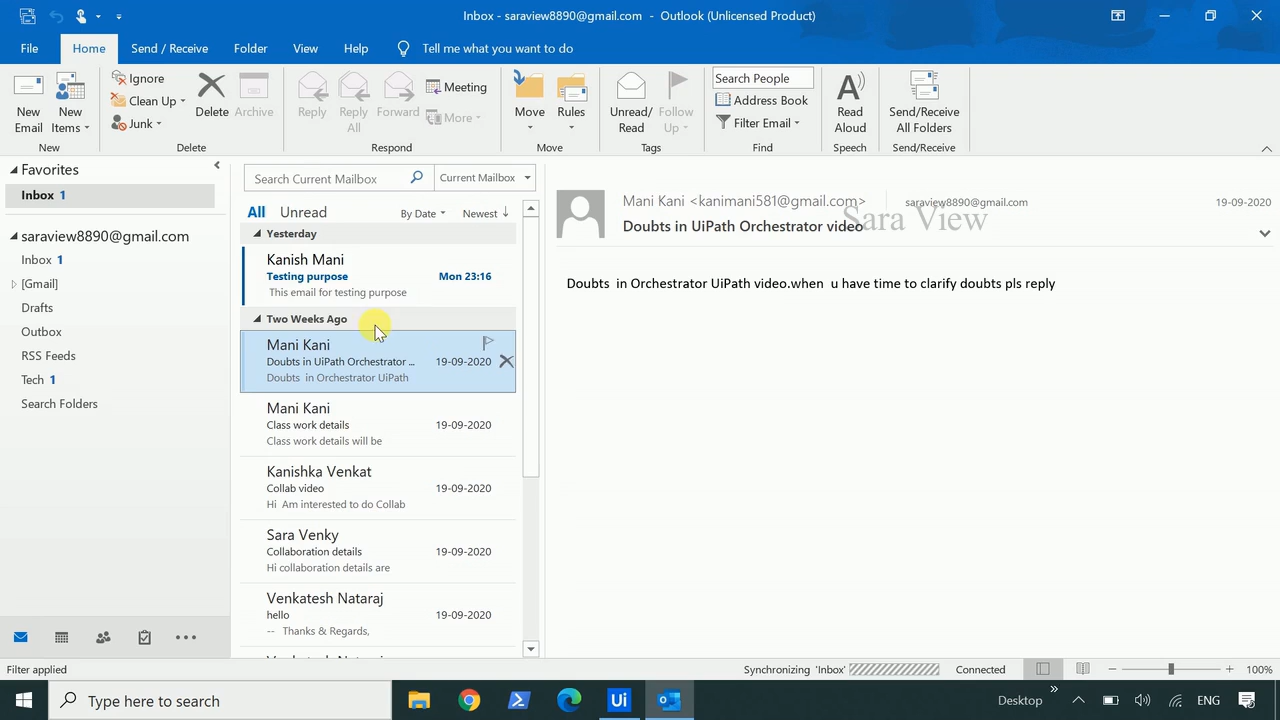 Inbox - saraview8890@gmail.com - Outlook (Unlicensed Product)
File Home Send / Receive Folder View Help Tell me what you want to do
New Email
New Items
Ignore
Clean Up
Junk
Delete
Archive
Reply
Reply All
Forward
Meeting
More
Move
Rules
Unread/ Read
Follow Up
Search People
Address Book
Filter Email
Read Aloud
Send/Receive All Folders
New Delete Respond Move Tags Find Speech Send/Receive
Favorites
Inbox 1
saraview8890@gmail.com
Inbox 1
[Gmail]
Drafts
Outbox
RSS Feeds
Tech 1
Search Folders
Search Current Mailbox Current Mailbox
All Unread By Date Newest ↓
Yesterday
Kanish Mani
Testing purpose Mon 23:16
This email for testing purpose
Two Weeks Ago
Mani Kani
Doubts in UiPath Orchestrator ... 19-09-2020
Doubts in Orchestrator UiPath
Mani Kani
Class work details 19-09-2020
Class work details will be
Kanishka Venkat
Collab video 19-09-2020
Hi Am interested to do Collab
Sara Venky
Collaboration details 19-09-2020
Hi collaboration details are
Venkatesh Nataraj
hello 19-09-2020
-- Thanks & Regards,
Mani Kani <kanimani581@gmail.com> saraview8890@gmail.com 19-09-2020
Doubts in UiPath Orchestrator video
Sara View
Doubts in Orchestrator UiPath video.when u have time to clarify doubts pls reply
Filter applied Synchronizing 'Inbox' Connected 100%
Type here to search Ui Desktop ENG